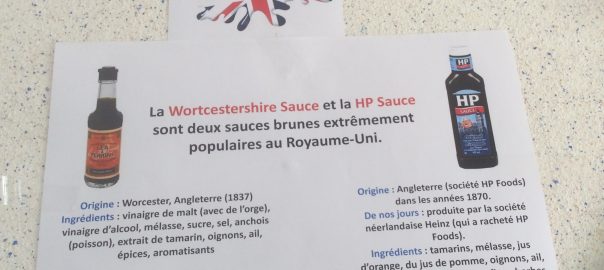 La Wortcestershire Sauce et la HP Sauce
sont deux sauces brunes extrêmement
populaires au Royaume-Uni.
HP
SAUCE
Origine : Worcester, Angleterre (1837)
Ingrédients : vinaigre de malt (avec de l'orge),
vinaigre d'alcool, mélasse, sucre, sel, anchois
(poisson), extrait de tamarin, oignons, ail,
épices, aromatisants
Origine : Angleterre (société HP Foods)
dans les années 1870.
De nos jours : produite par la société
néerlandaise Heinz (qui a racheté HP
Foods).
Ingrédients : tamarins, mélasse, jus
d'orange, du jus de pomme, oignons, ail,